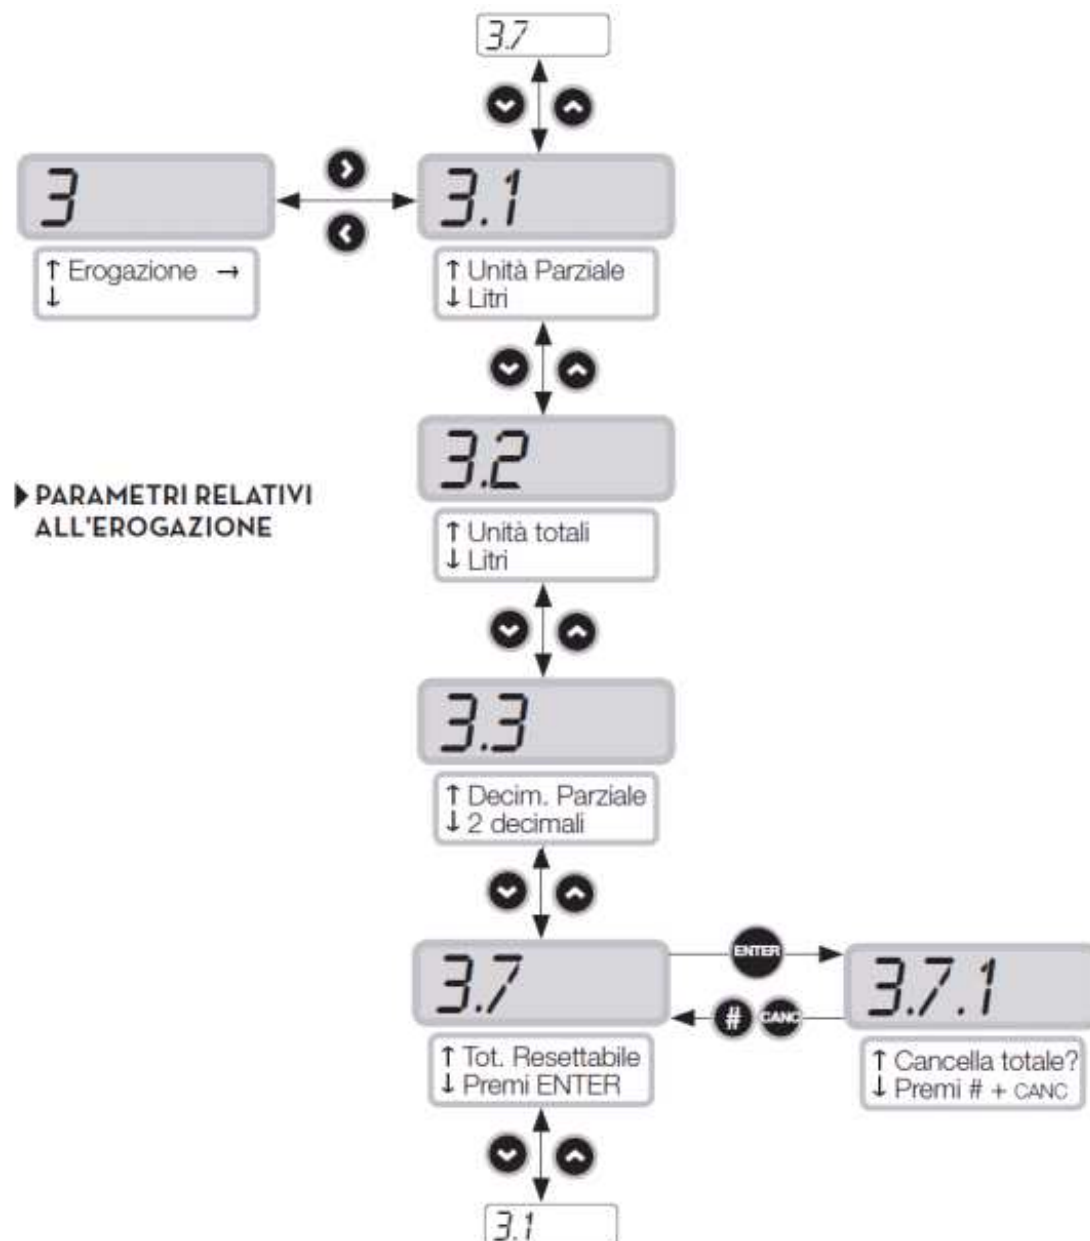 3.7
3
↑ Erogazione →
↓
3.1
↑ Unità Parziale
↓ Litri
3.2
↑ Unità totali
↓ Litri
PARAMETRI RELATIVI
ALL'EROGAZIONE
3.3
↑ Decim. Parziale
↓ 2 decimali
3.7
↑ Tot. Resettabile
↓ Premi ENTER
ENTER
# CANC
3.7.1
↑ Cancella totale?
↓ Premi # + CANC
3.1